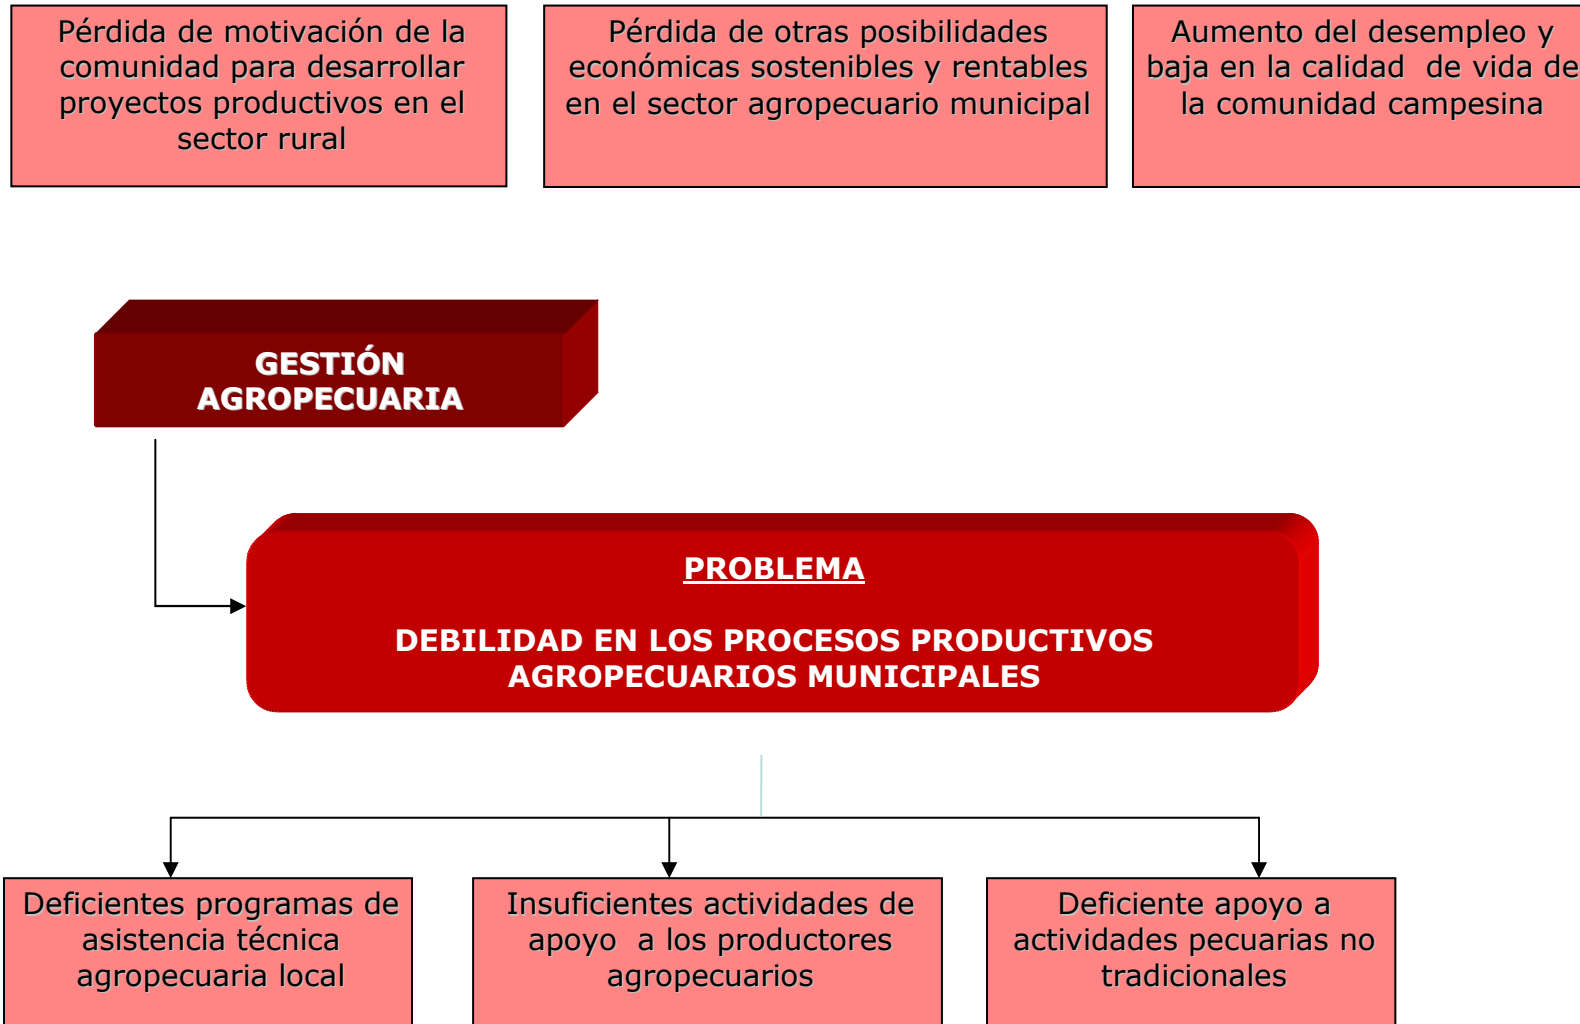 Pérdida de motivación de la
comunidad para desarrollar
proyectos productivos en el
sector rural
Pérdida de otras posibilidades
económicas sostenibles y rentables
en el sector agropecuario municipal
Aumento del desempleo y
baja en la calidad  de vida de
la comunidad campesina
GESTIÓN
AGROPECUARIA
PROBLEMA
DEBILIDAD EN LOS PROCESOS PRODUCTIVOS
AGROPECUARIOS MUNICIPALES
Deficientes programas de
asistencia técnica
agropecuaria local
Insuficientes actividades de
apoyo  a los productores
agropecuarios
Deficiente apoyo a
actividades pecuarias no
tradicionales